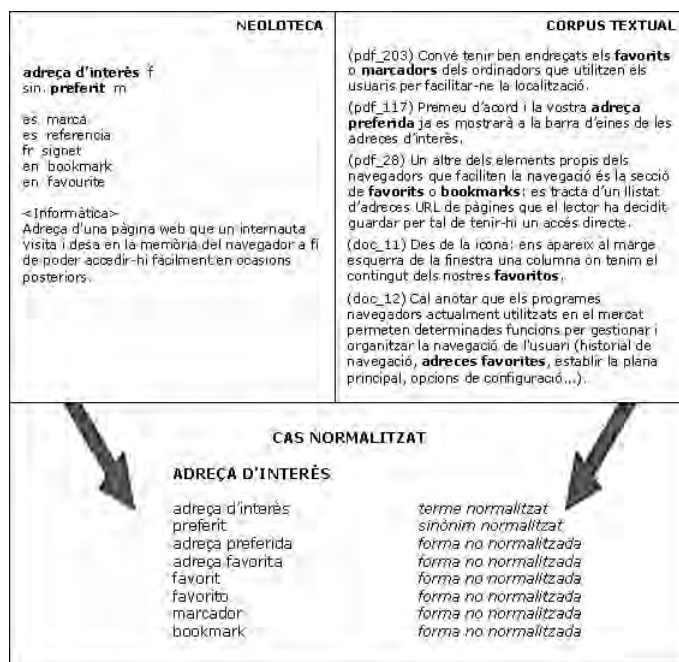 NEOLOTECA
adreça d'interès f
sin. preferit m
es marca
es referencia
fr signet
en bookmark
en favourite
<Informàtica>
Adreça d'una pàgina web que un internauta
visita i desa en la memòria del navegador a fi
de poder accedir-hi fàcilment en ocasions
posteriors.
CORPUS TEXTUAL
(pdf_203) Convé tenir ben endreçats els favorits
o marcadors dels ordinadors que utilitzen els
usuaris per facilitar-ne la localització.
(pdf_117) Premeu d'acord i la vostra adreça
preferida ja es mostrarà a la barra d'eines de les
adreces d'interès.
(pdf_28) Un altre dels elements propis dels
navegadors que faciliten la navegació és la secció
de favorits o bookmarks: es tracta d'un llistat
d'adreces URL de pàgines que el lector ha decidit
guardar per tal de tenir-hi un accés directe.
(doc_11) Des de la icona: ens apareix al marge
esquerra de la finestra una columna on tenim el
contingut dels nostres favoritos.
(doc_12) Cal anotar que els programes
navegadors actualment utilitzats en el mercat
permeten determinades funcions per gestionar i
organitzar la navegació de l'usuari (historial de
navegació, adreces favorites, establir la plana
principal, opcions de configuració...).
CAS NORMALITZAT
ADREÇA D'INTERÈS
adreça d'interès terme normalitzat
preferit sinònim normalitzat
adreça preferida forma no normalitzada
adreça favorita forma no normalitzada
favorit forma no normalitzada
favorito forma no normalitzada
marcador forma no normalitzada
bookmark forma no normalitzada